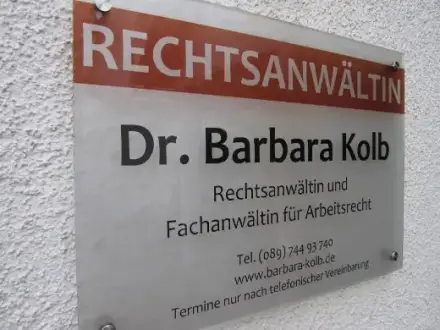 RECHTSANWÄLTIN
Dr. Barbara Kolb
Rechtsanwältin und
Fachanwältin für Arbeitsrecht
Tel. (089) 744 93 740
www.barbara-kolb.de
Termine nur nach telefonischer Vereinbarung